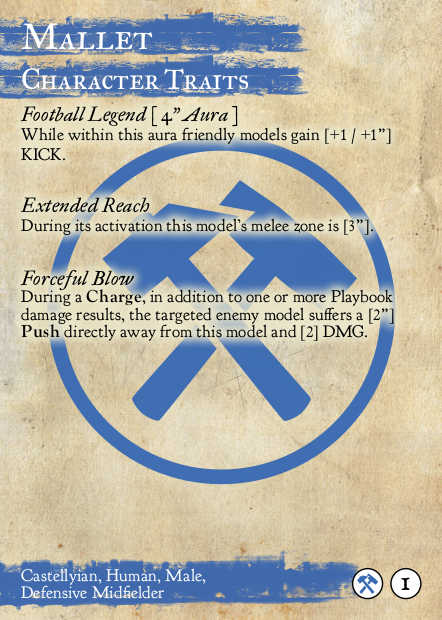 Mallet
Character Traits
Football Legend [ 4” Aura ]
While within this aura friendly models gain [+1 / +1”]
KICK.
Extended Reach
During its activation this model’s melee zone is [3”].
Forceful Blow
During a Charge, in addition to one or more Playbook
damage results, the targeted enemy model suffers a [2”]
Push directly away from this model and [2] DMG.
Castellyian, Human, Male,
Defensive Midfielder
1